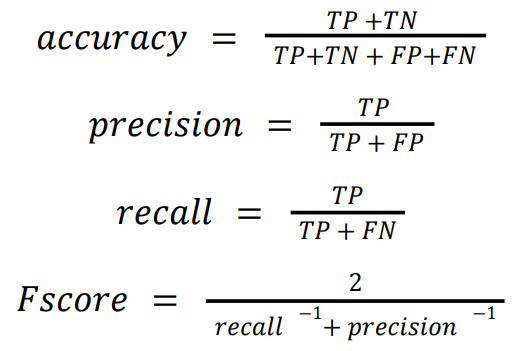 accuracy = TP +TN / TP+TN + FP+FN
precision = TP / TP + FP
recall = TP / TP + FN
Fscore = 2 / recall ⁻¹+ precision ⁻¹